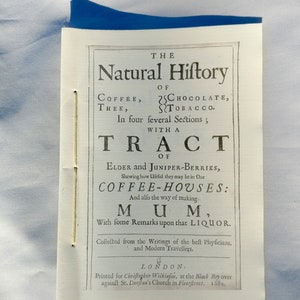 THE
Natural Hiſtory
OF
COFFEE, CHOCOLATE,
THEE, TOBACCO.
In four ſeveral Sections;
WITH A
TRACT
OF
ELDER and JUNIPER-BERRIES,
Shewing how Uſeful they may be in Our
COFFEE-HOUSES:
And alſo the way of making
MUM,
With ſome Remarks upon that LIQUOR.
Collected from the Writings of the beſt Phyſicians,
and Modern Travellers.
LONDON.
Printed for Chriſtopher Wilkinſon, at the Black Boy over
againſt St. Dunſtan's Church in Fleetſtreet. 1682.